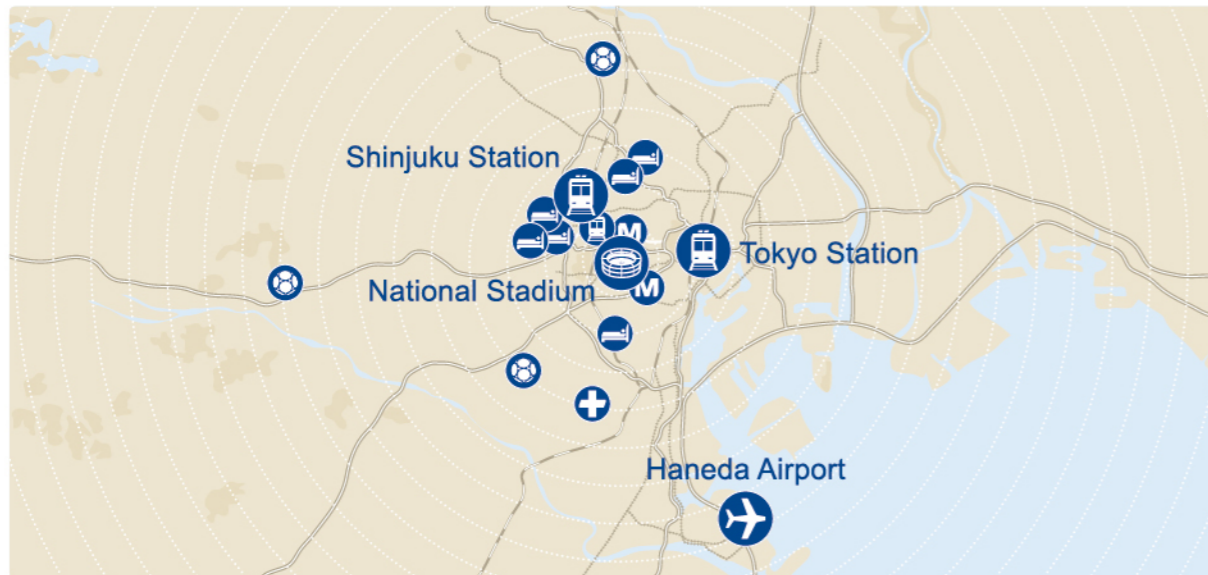 Shinjuku Station
M
Tokyo Station
National Stadium
M
Haneda Airport